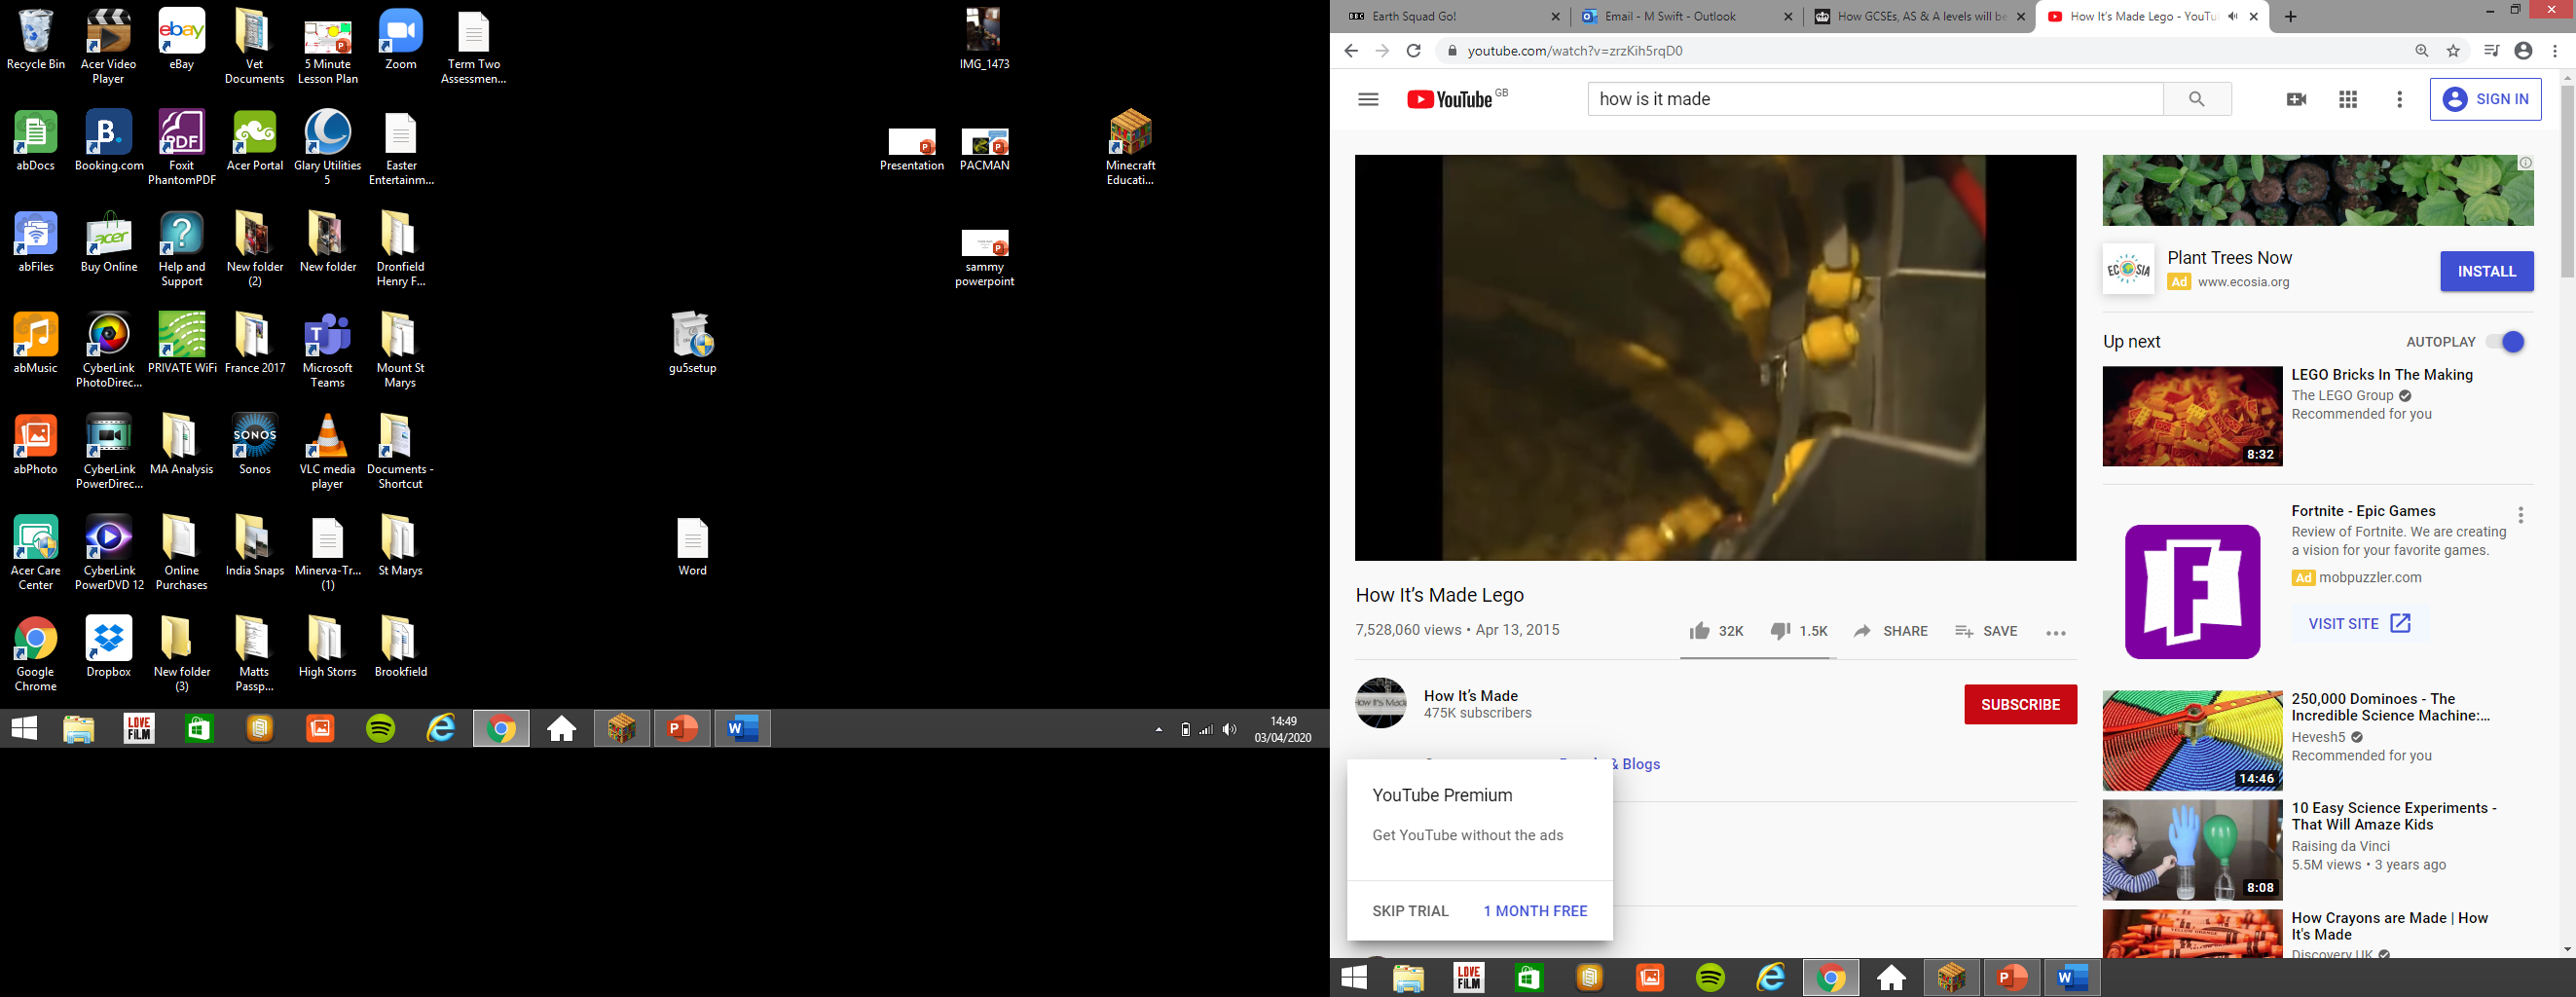 Recycle Bin
Acer Video
Player
eBay
Vet
Documents
5 Minute
Lesson Plan
Zoom
Term Two
Assessmen...
IMG_1473
abDocs
Booking.com
Foxit
PhantomPDF
Acer Portal
Glary Utilities
5
Easter
Entertainm...
Presentation
PACMAN
Minecraft
Educati...
abFiles
Buy Online
Help and
Support
New folder
(2)
New folder
Dronfield
Henry F...
sammy
powerpoint
abMusic
CyberLink
PhotoDirec...
PRIVATE WiFi
France 2017
Microsoft
Teams
Mount St
Marys
gu5setup
abPhoto
CyberLink
PowerDirec...
MA Analysis
SONOS
Sonos
VLC media
player
Documents -
Shortcut
Acer Care
Center
CyberLink
PowerDVD 12
Online
Purchases
India Snaps
Minerva-Tr...
(1)
St Marys
Word
Google
Chrome
Dropbox
New folder
(3)
Matts
Passp...
High Storrs
Brookfield
LOVE
FiLM
14:49
03/04/2020
BBC Earth Squad Go!
Email - M Swift - Outlook
How GCSEs, AS & A levels will be
How It's Made Lego - YouTu
youtube.com/watch?v=zrzKih5rqD0
YouTube GB
how is it made
SIGN IN
ECOSIA
Plant Trees Now
Ad www.ecosia.org
INSTALL
Up next
AUTOPLAY
LEGO Bricks In The Making
The LEGO Group
Recommended for you
8:32
Fortnite - Epic Games
Review of Fortnite. We are creating
a vision for your favorite games.
Ad mobpuzzler.com
VISIT SITE
How It's Made Lego
7,528,060 views • Apr 13, 2015
32K
1.5K
SHARE
SAVE
How It's Made
475K subscribers
SUBSCRIBE
& Blogs
YouTube Premium
Get YouTube without the ads
SKIP TRIAL
1 MONTH FREE
250,000 Dominoes - The
Incredible Science Machine:...
Hevesh5
Recommended for you
14:46
10 Easy Science Experiments -
That Will Amaze Kids
Raising da Vinci
5.5M views • 3 years ago
8:08
How Crayons are Made | How
It's Made
Discovery UK
LOVE
FiLM